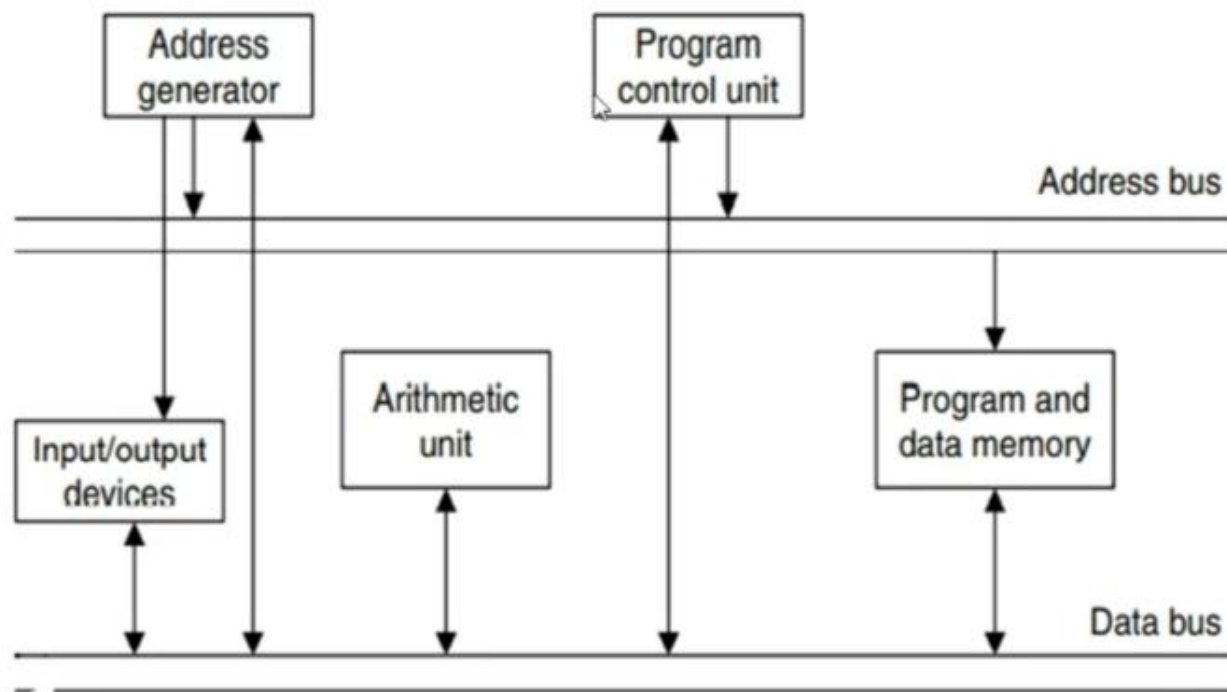 Address
generator
Program
control unit
Address bus
Arithmetic
unit
Program and
data memory
Input/output
devices
Data bus